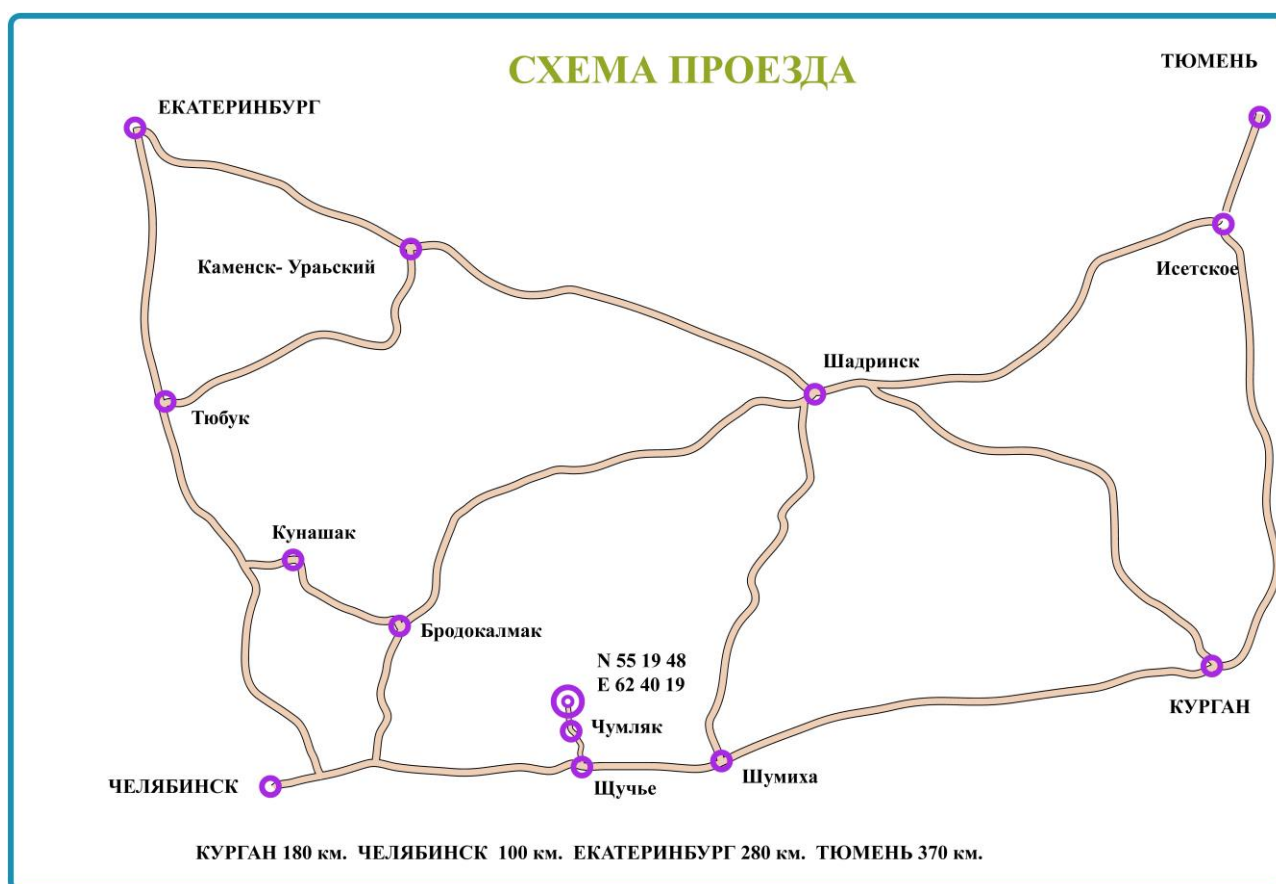 СХЕМА ПРОЕЗДА
ТЮМЕНЬ
ЕКАТЕРИНБУРГ
Каменск- Ураьский
Исетское
Шадринск
Тюбук
Кунашак
Бродокалмак
N 55 19 48
E 62 40 19
КУРГАН
Чумляк
ЧЕЛЯБИНСК
Щучье
Шумиха
КУРГАН 180 км. ЧЕЛЯБИНСК 100 км. ЕКАТЕРИНБУРГ 280 км. ТЮМЕНЬ 370 км.